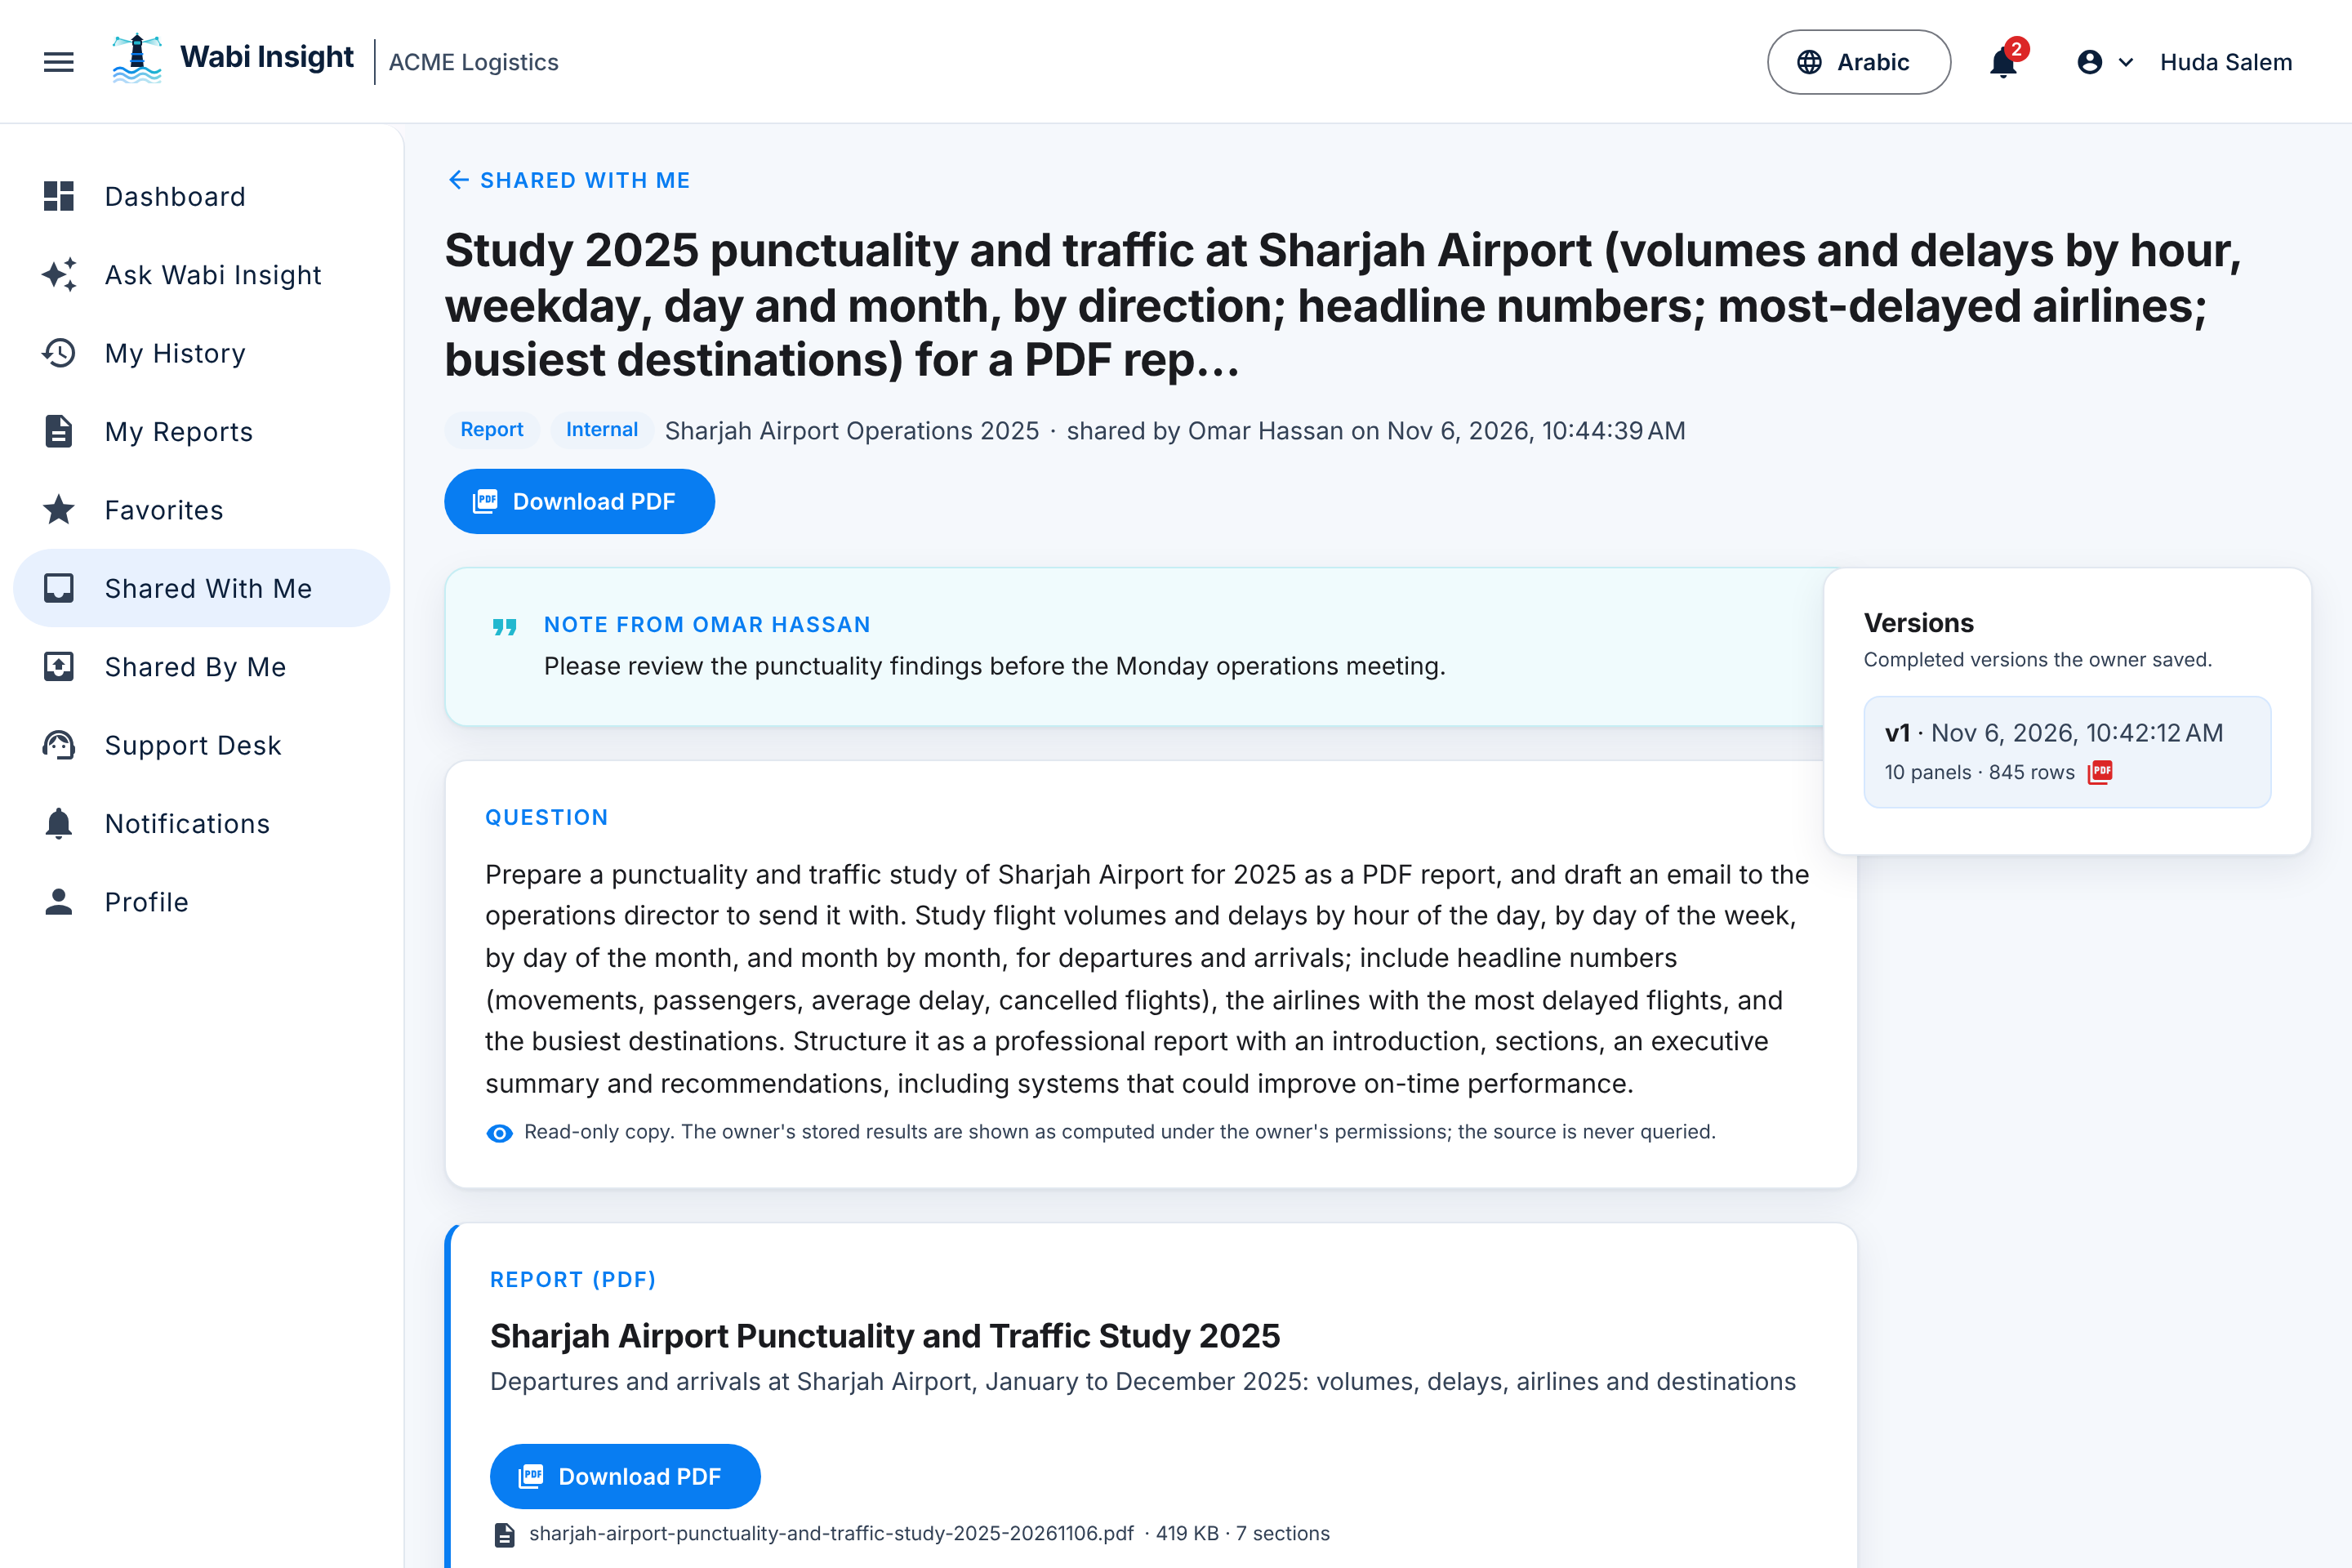 Wabi Insight
ACME Logistics
Arabic
2
Huda Salem
Dashboard
Ask Wabi Insight
My History
My Reports
Favorites
Shared With Me
Shared By Me
Support Desk
Notifications
Profile
SHARED WITH ME
Study 2025 punctuality and traffic at Sharjah Airport (volumes and delays by hour,
weekday, day and month, by direction; headline numbers; most-delayed airlines;
busiest destinations) for a PDF rep...
Report
Internal
Sharjah Airport Operations 2025 · shared by Omar Hassan on Nov 6, 2026, 10:44:39 AM
PDF
Download PDF
NOTE FROM OMAR HASSAN
Please review the punctuality findings before the Monday operations meeting.
Versions
Completed versions the owner saved.
v1 · Nov 6, 2026, 10:42:12 AM
10 panels · 845 rows PDF
QUESTION
Prepare a punctuality and traffic study of Sharjah Airport for 2025 as a PDF report, and draft an email to the
operations director to send it with. Study flight volumes and delays by hour of the day, by day of the week,
by day of the month, and month by month, for departures and arrivals; include headline numbers
(movements, passengers, average delay, cancelled flights), the airlines with the most delayed flights, and
the busiest destinations. Structure it as a professional report with an introduction, sections, an executive
summary and recommendations, including systems that could improve on-time performance.
Read-only copy. The owner's stored results are shown as computed under the owner's permissions; the source is never queried.
REPORT (PDF)
Sharjah Airport Punctuality and Traffic Study 2025
Departures and arrivals at Sharjah Airport, January to December 2025: volumes, delays, airlines and destinations
PDF
Download PDF
sharjah-airport-punctuality-and-traffic-study-2025-20261106.pdf · 419 KB · 7 sections